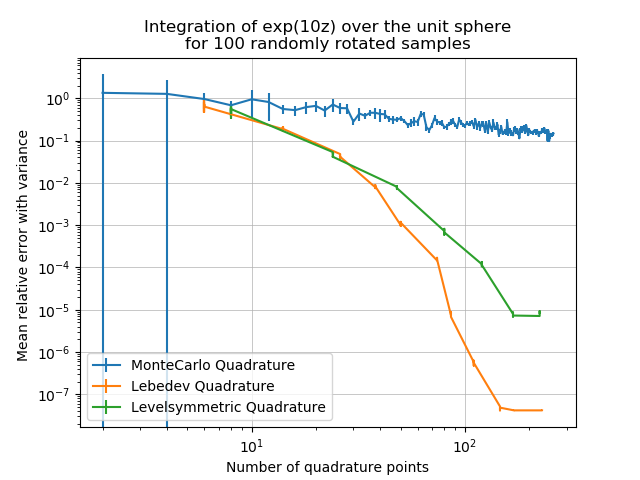 Integration of exp(10z) over the unit sphere
for 100 randomly rotated samples
Mean relative error with variance
10^0
10^-1
10^-2
10^-3
10^-4
10^-5
10^-6
10^-7
MonteCarlo Quadrature
Lebedev Quadrature
Levelsymmetric Quadrature
10^1
10^2
Number of quadrature points